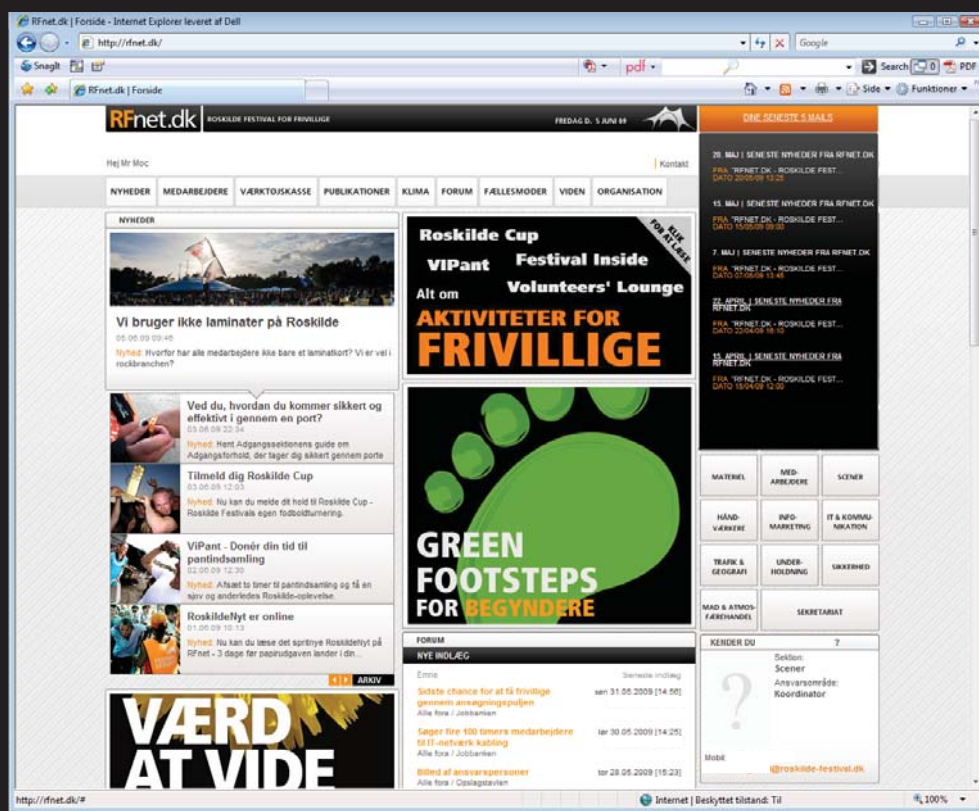 RFnet.dk | Forside - Internet Explorer leveret af Dell
http://rfnet.dk/
Google
SnagIt
pdf
Search
0
PDF
RFnet.dk | Forside
Side
Funktioner
RFnet.dk
ROSKILDE FESTIVAL FOR FRIVILLIGE
FREDAG D. 5 JUNI 09
Hej Mr Moc
Kontakt
NYHEDER
MEDARBEJDERE
VÆRKTØJSKASSE
PUBLIKATIONER
KLIMA
FORUM
FÆLLESMØDER
VIDEN
ORGANISATION
NYHEDER
Vi bruger ikke laminater på Roskilde
05.06.09 09:46
Nyhed: Hvorfor har alle medarbejdere ikke bare et laminatkort? Vi er vel i
rockbranchen?
Ved du, hvordan du kommer sikkert og
effektivt i gennem en port?
03.06.09 22:34
Nyhed: Hent Adgangssektionens guide om
Adgangsforhold, der tager dig sikkert gennem porte
Tilmeld dig Roskilde Cup
03.06.09 12:03
Nyhed: Nu kan du melde dit hold til Roskilde Cup -
Roskilde Festivals egen fodboldturnering.
ViPant - Donér din tid til
pantindsamling
02.06.09 12:30
Nyhed: Afsæt to timer til pantindsamling og få en
sjov og anderledes Roskilde-oplevelse.
RoskildeNyt er online
01.06.09 10:13
Nyhed: Nu kan du læse det spritnye RoskildeNyt på
RFnet - 3 dage før papirudgaven lander i din...
ARKIV
VÆRD
AT VIDE
Roskilde Cup
VIPant
Festival Inside
Alt om
Volunteers' Lounge
AKTIVITETER FOR
FRIVILLIGE
KLIK
FOR AT LÆSE
GREEN
FOOTSTEPS
FOR BEGYNDERE
FORUM
NYE INDLÆG
Emne
Seneste indlæg
Sidste chance for at få frivillige
gennem ansøgningspuljen
søn 31.05.2009 [14:56]
Alle fora / Jobbanken
Søger fire 100 timers medarbejdere
til IT-netværk kabling
lør 30.05.2009 [14:25]
Alle fora / Jobbanken
Billed af ansvarspersoner
tor 28.05.2009 [15:23]
Alle fora / Opslagstavlen
DINE SENESTE 5 MAILS
20. MAJ | SENESTE NYHEDER FRA RFNET.DK
FRA "RFNET.DK - ROSKILDE FEST...
DATO 20/05/09 13:25
15. MAJ | SENESTE NYHEDER FRA RFNET.DK
FRA "RFNET.DK - ROSKILDE FEST...
DATO 15/05/09 09:00
7. MAJ | SENESTE NYHEDER FRA RFNET.DK
FRA "RFNET.DK - ROSKILDE FEST...
DATO 07/05/09 13:45
22. APRIL | SENESTE NYHEDER FRA
RFNET.DK
FRA "RFNET.DK - ROSKILDE FEST...
DATO 22/04/09 16:10
15. APRIL | SENESTE NYHEDER FRA
RFNET.DK
FRA "RFNET.DK - ROSKILDE FEST...
DATO 15/04/09 12:00
MATERIEL
MED-
ARBEJDERE
SCENER
HÅND-
VÆRKERE
INFO-
MARKETING
IT & KOMMU-
NIKATION
TRAFIK &
GEOGRAFI
UNDER-
HOLDNING
SIKKERHED
MAD & ATMOS-
FÆREHANDEL
SEKRETARIAT
KENDER DU ?
?
Sektion:
Scener
Ansvarsområde:
Koordinator
Mobil:
@roskilde-festival.dk
http://rfnet.dk/#
Internet | Beskyttet tilstand: Til
100%